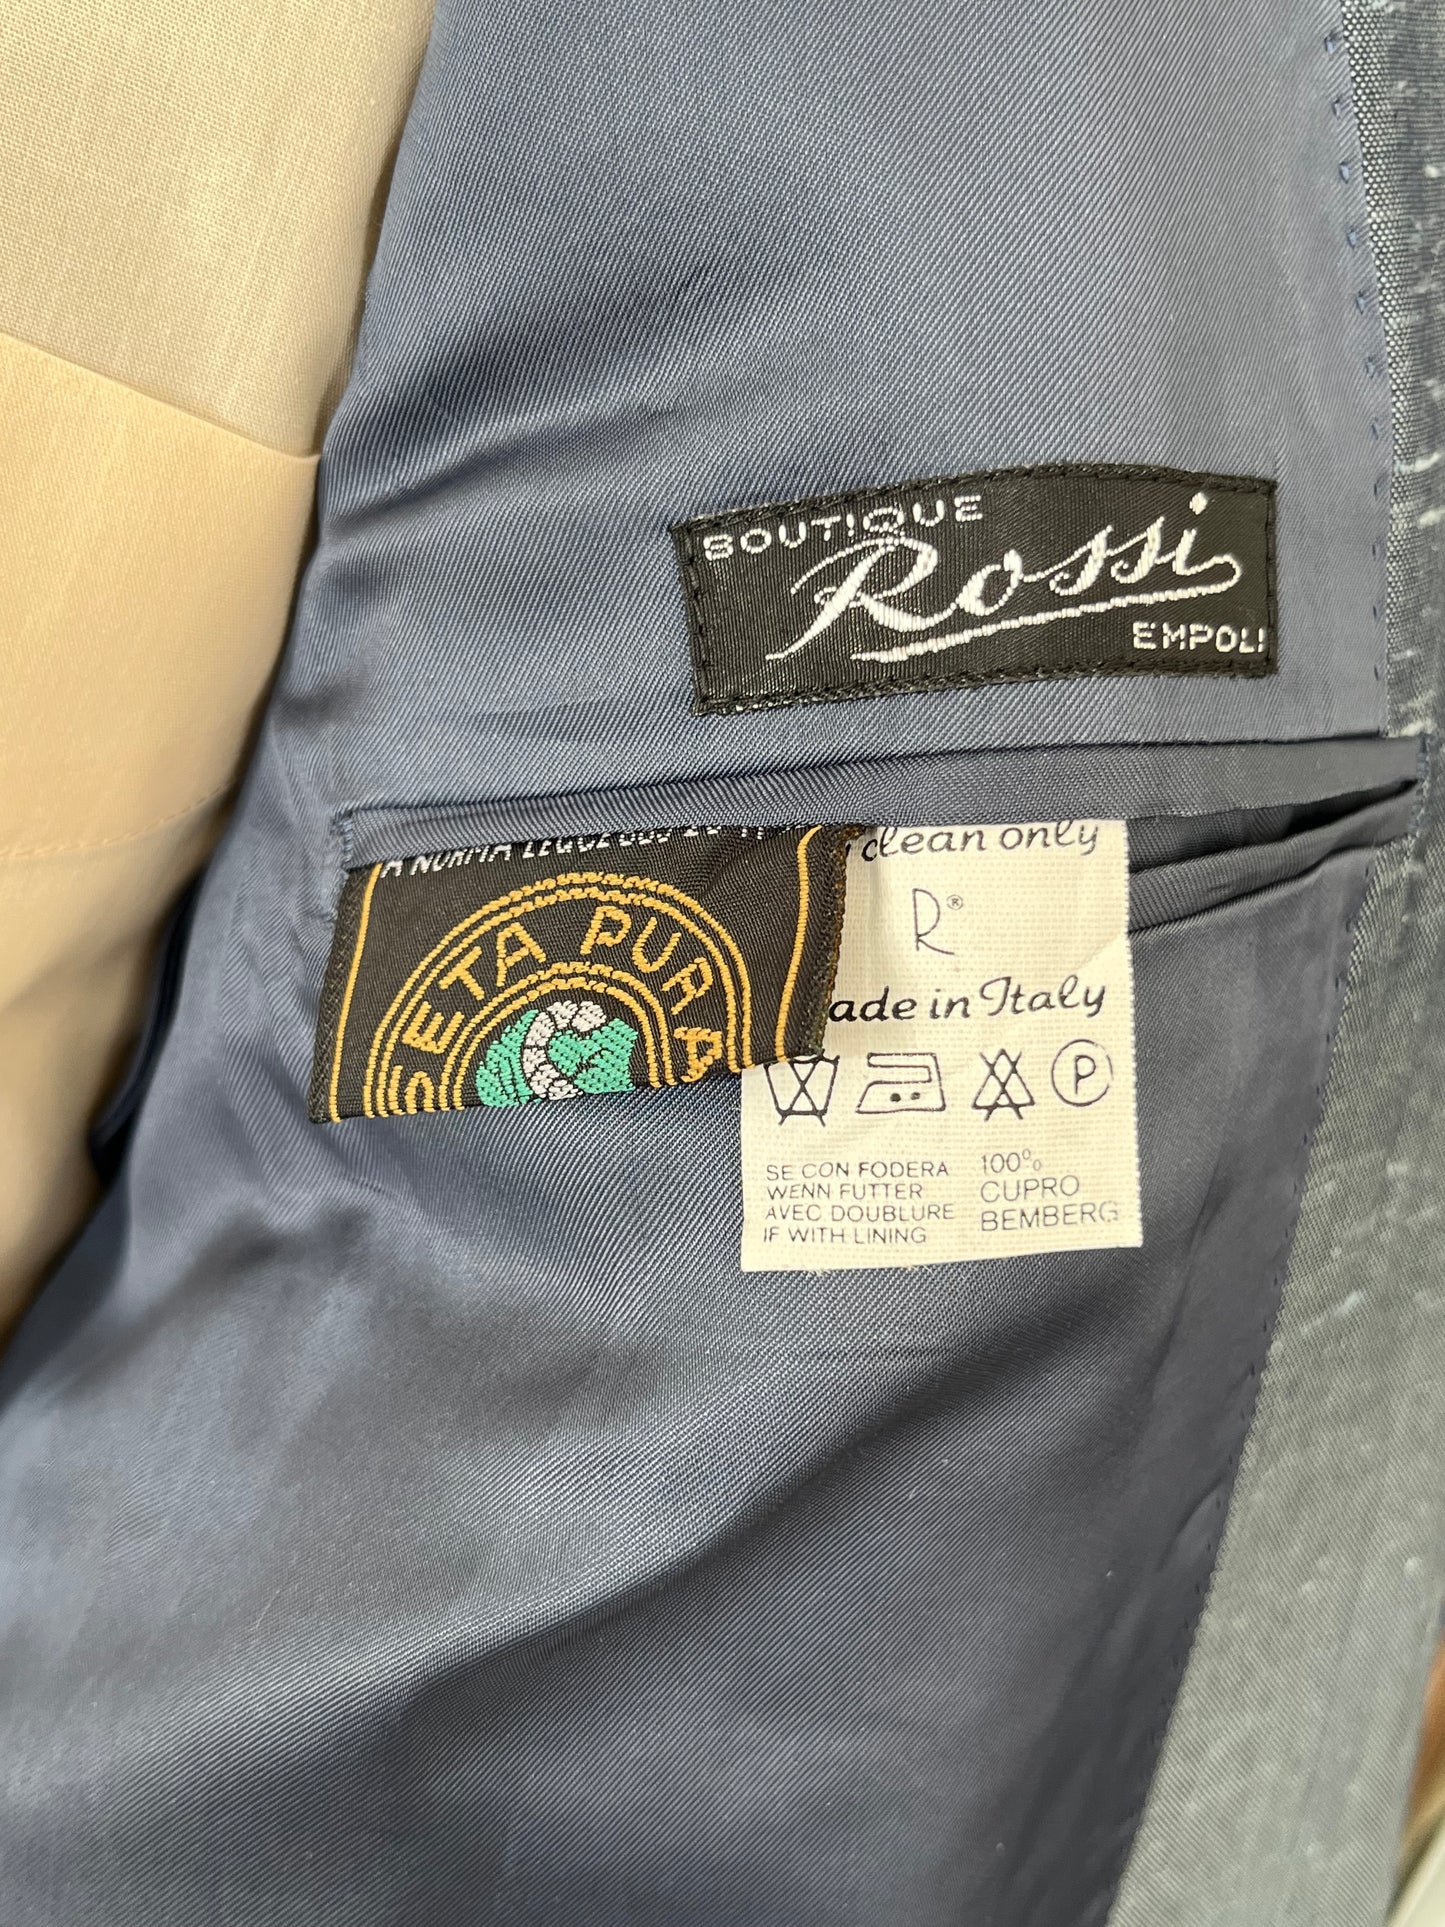 BOUTIQUE
Rossi
EMPOLI
A NORMA LEGGE
SETA PURA
clean only
R®
ade in Italy
P
SE CON FODERA 100%
WENN FUTTER CUPRO
AVEC DOUBLURE BEMBERG
IF WITH LINING